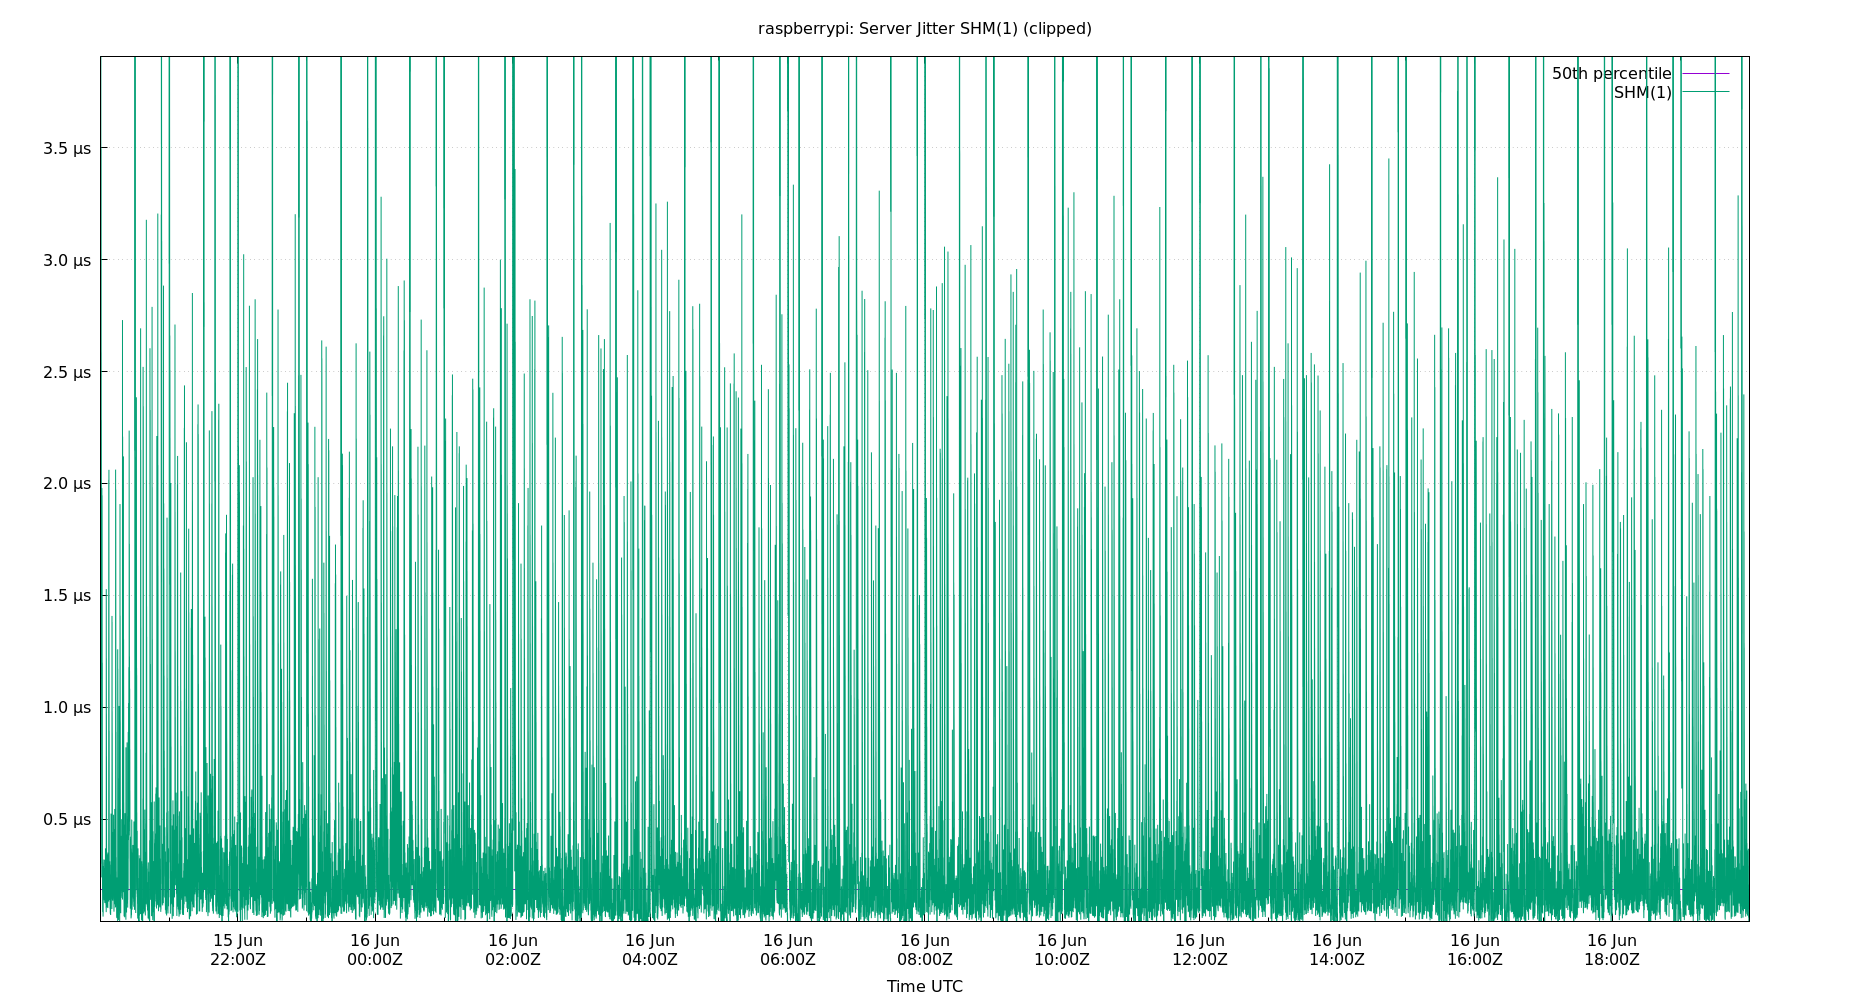 raspberrypi: Server Jitter SHM(1) (clipped)
50th percentile
SHM(1)
3.5 µs
3.0 µs
2.5 µs
2.0 µs
1.5 µs
1.0 µs
0.5 µs
15 Jun 16 Jun 16 Jun 16 Jun 16 Jun 16 Jun 16 Jun 16 Jun 16 Jun 16 Jun 16 Jun
22:00Z 00:00Z 02:00Z 04:00Z 06:00Z 08:00Z 10:00Z 12:00Z 14:00Z 16:00Z 18:00Z
Time UTC